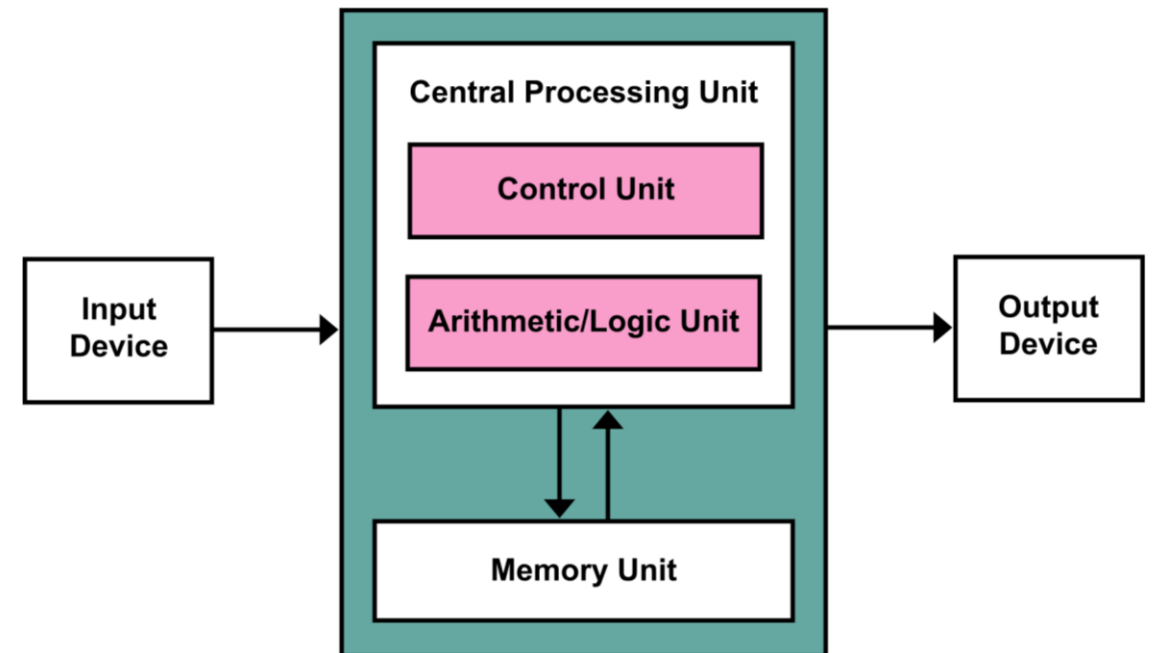 Central Processing Unit
Control Unit
Arithmetic/Logic Unit
Input
Device
Output
Device
Memory Unit